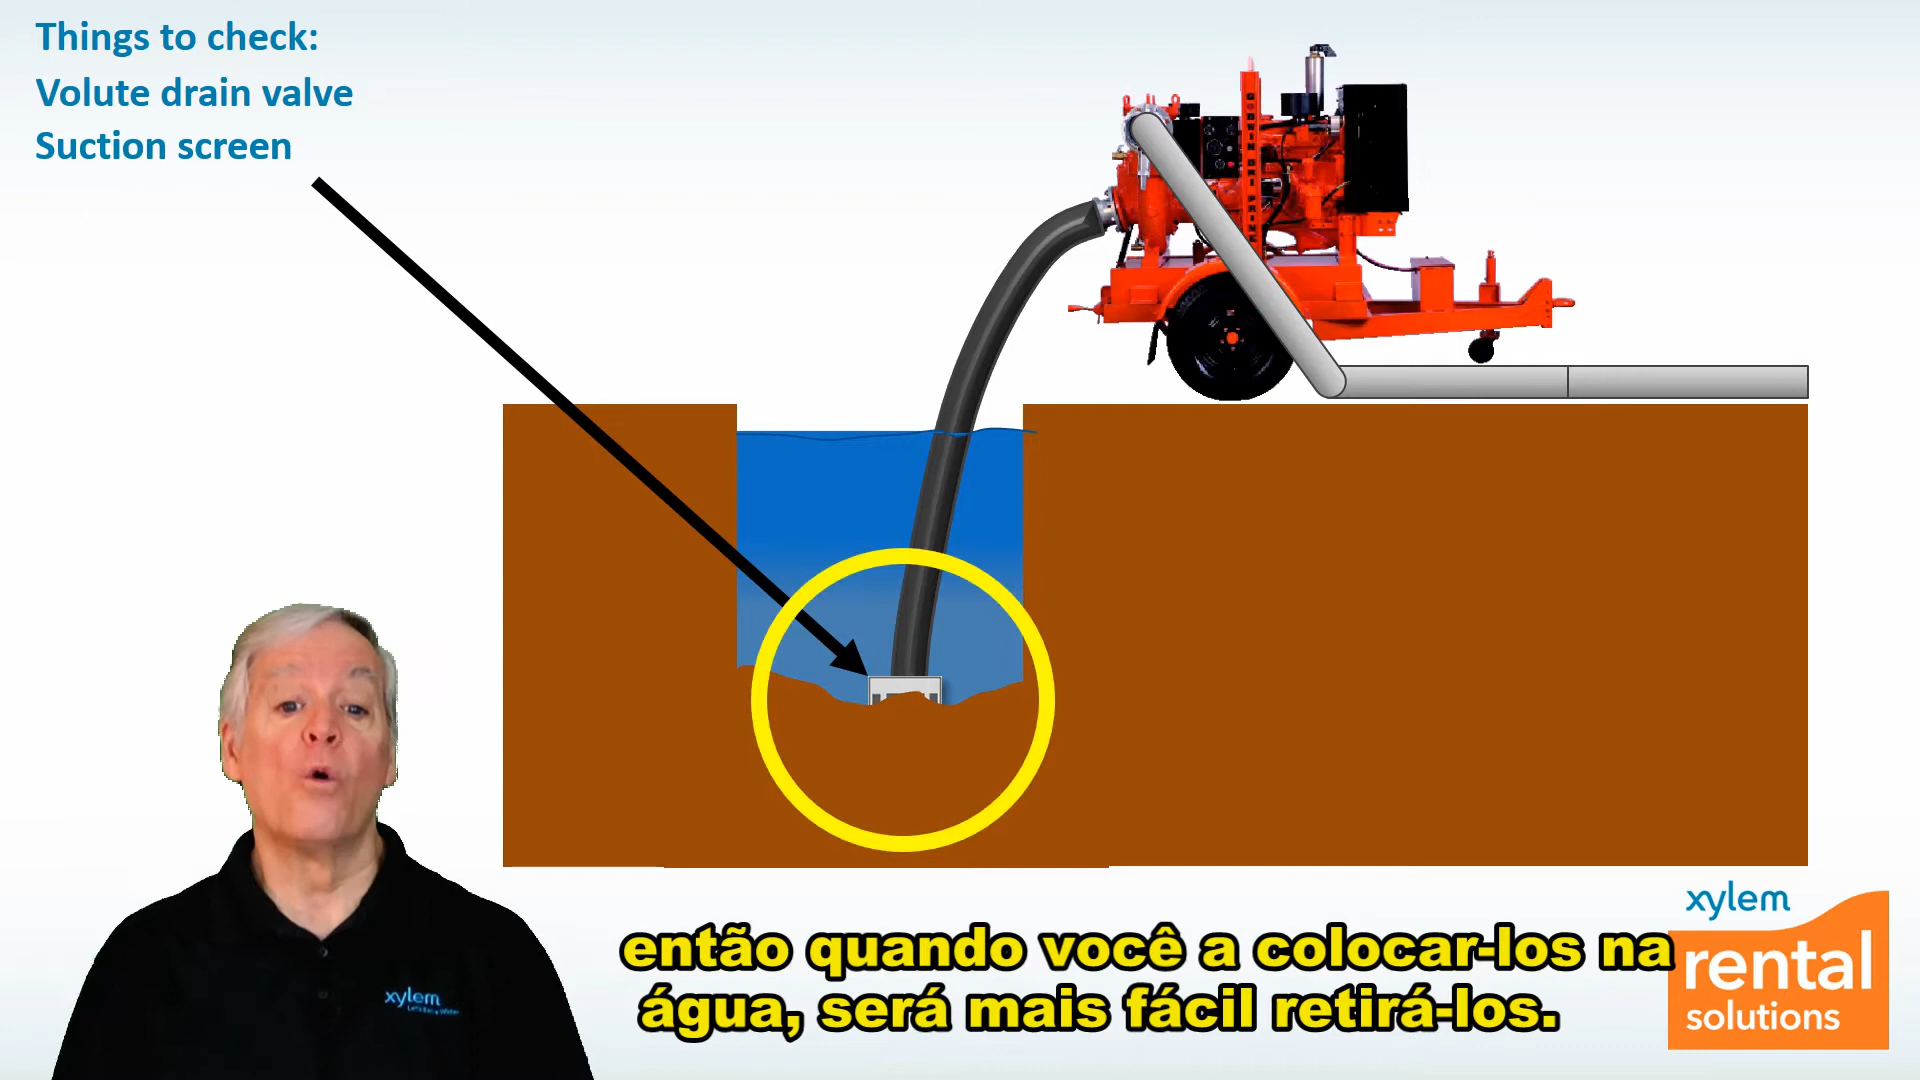 Things to check:
Volute drain valve
Suction screen
xylem
então quando você a colocar-los na
água, será mais fácil retirá-los.
rental
solutions
xylem